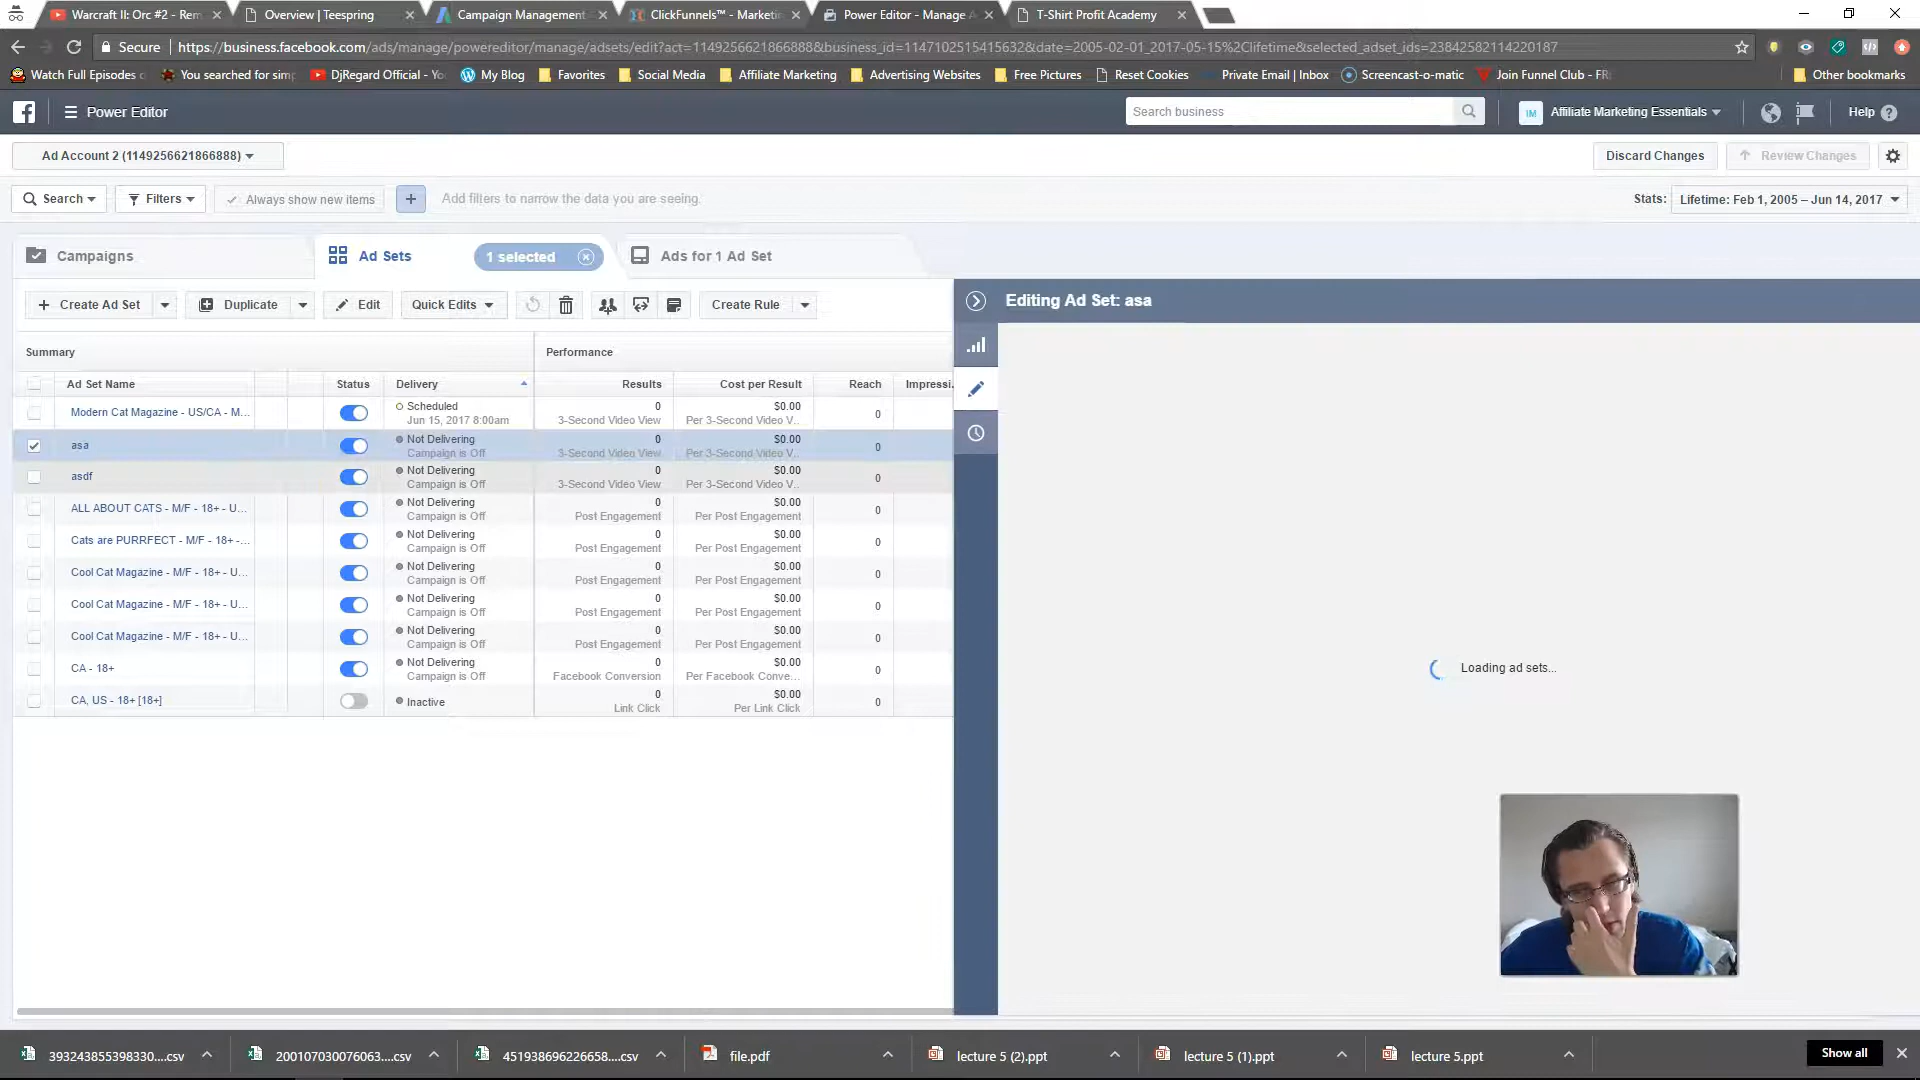 Warcraft II: Orc #2 - Rem
Overview | Teespring
Campaign Management
ClickFunnels™ - Marketin
Power Editor - Manage A
T-Shirt Profit Academy
Secure
https://business.facebook.com/ads/manage/powereditor/manage/adsets/edit?act=1149256621866888&business_id=1147102515415632&date=2005-02-01_2017-05-15%2Clifetime&selected_adset_ids=23842582114220187
Watch Full Episodes o
You searched for sim
DjRegard Official - Yo
My Blog
Favorites
Social Media
Affiliate Marketing
Advertising Websites
Free Pictures
Reset Cookies
Private Email | Inbox
Screencast-o-matic
Join Funnel Club - FR
Other bookmarks
Power Editor
Search business
IM
Affiliate Marketing Essentials
Help
Ad Account 2 (1149256621866888)
Discard Changes
Review Changes
Search
Filters
Always show new items
Add filters to narrow the data you are seeing.
Stats:
Lifetime: Feb 1, 2005 – Jun 14, 2017
Campaigns
Ad Sets
1 selected
Ads for 1 Ad Set
Create Ad Set
Duplicate
Edit
Quick Edits
Create Rule
Editing Ad Set: asa
Summary
Performance
Ad Set Name
Status
Delivery
Results
Cost per Result
Reach
Impressi.
Modern Cat Magazine - US/CA - M...
Scheduled
Jun 15, 2017 8:00am
0
3-Second Video View
$0.00
Per 3-Second Video V..
0
asa
Not Delivering
Campaign is Off
0
3-Second Video View
$0.00
Per 3-Second Video V..
0
asdf
Not Delivering
Campaign is Off
0
3-Second Video View
$0.00
Per 3-Second Video V..
0
ALL ABOUT CATS - M/F - 18+ - U...
Not Delivering
Campaign is Off
0
Post Engagement
$0.00
Per Post Engagement
0
Cats are PURRFECT - M/F - 18+ -...
Not Delivering
Campaign is Off
0
Post Engagement
$0.00
Per Post Engagement
0
Cool Cat Magazine - M/F - 18+ - U...
Not Delivering
Campaign is Off
0
Post Engagement
$0.00
Per Post Engagement
0
Cool Cat Magazine - M/F - 18+ - U...
Not Delivering
Campaign is Off
0
Post Engagement
$0.00
Per Post Engagement
0
Cool Cat Magazine - M/F - 18+ - U...
Not Delivering
Campaign is Off
0
Post Engagement
$0.00
Per Post Engagement
0
CA - 18+
Not Delivering
Campaign is Off
0
Facebook Conversion
$0.00
Per Facebook Conve...
0
CA, US - 18+ [18+]
Inactive
0
Link Click
$0.00
Per Link Click
0
Loading ad sets...
393243855398330....csv
200107030076063....csv
451938696226658....csv
file.pdf
lecture 5 (2).ppt
lecture 5 (1).ppt
lecture 5.ppt
Show all